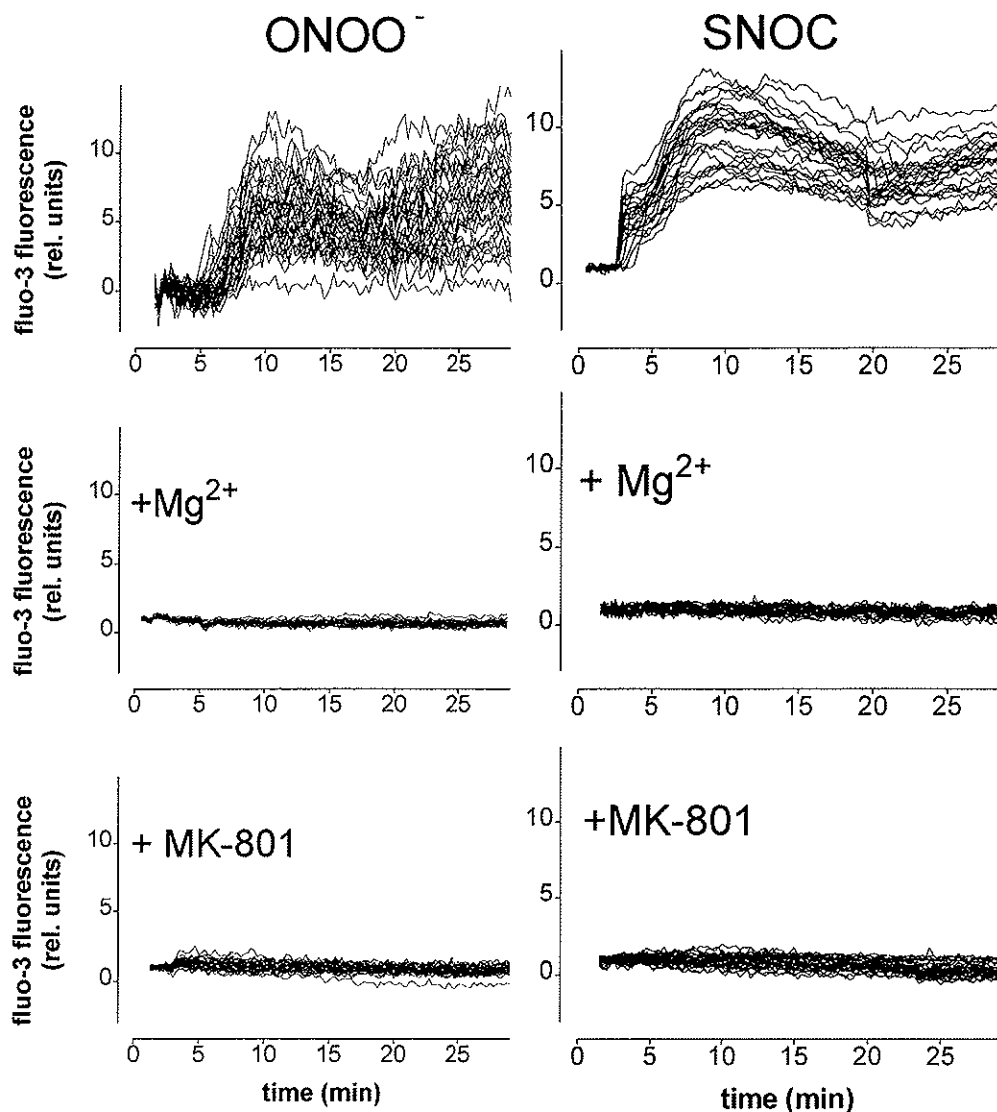 ONOO⁻
SNOC
fluo-3 fluorescence
(rel. units)
10
5
0
0 5 10 15 20 25
10
5
0
0 5 10 15 20 25
+Mg²⁺
fluo-3 fluorescence
(rel. units)
10
5
0
0 5 10 15 20 25
+ Mg²⁺
10
5
0
0 5 10 15 20 25
+ MK-801
fluo-3 fluorescence
(rel. units)
10
5
0
0 5 10 15 20 25
time (min)
+MK-801
10
5
0
0 5 10 15 20 25
time (min)